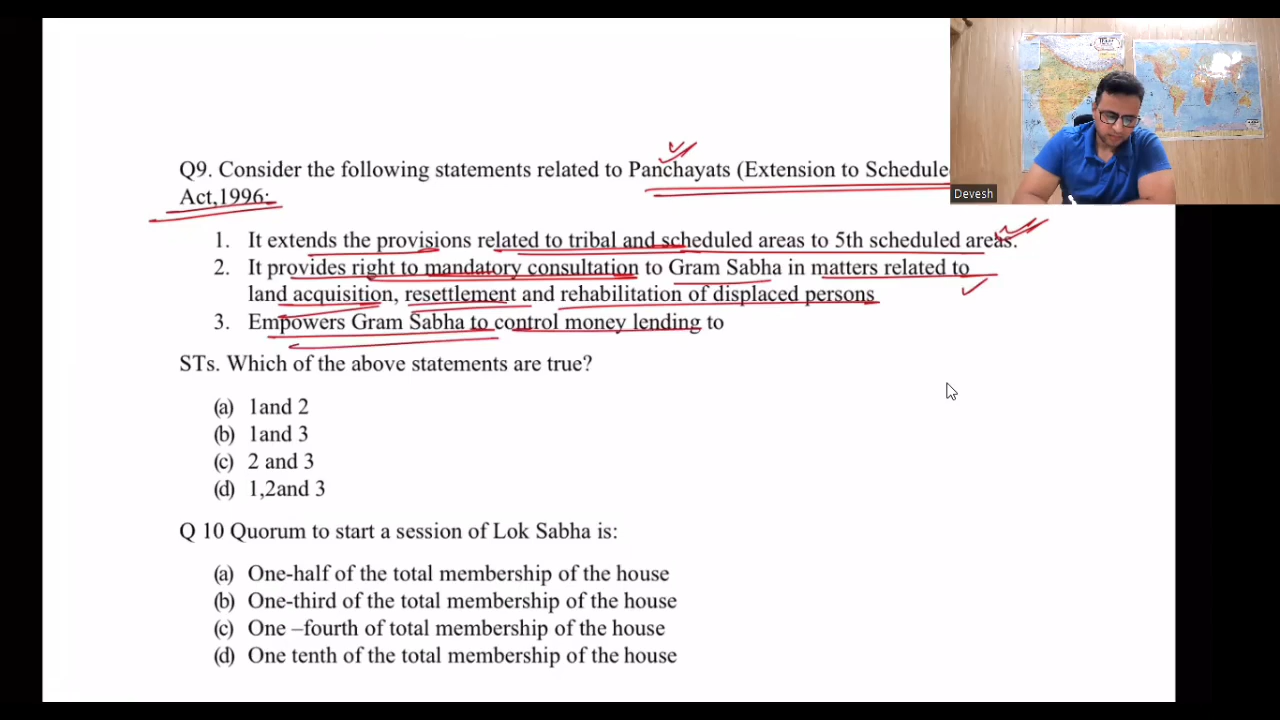 Q9. Consider the following statements related to Panchayats (Extension to Schedule
Act,1996:
1. It extends the provisions related to tribal and scheduled areas to 5th scheduled areas.
2. It provides right to mandatory consultation to Gram Sabha in matters related to
land acquisition, resettlement and rehabilitation of displaced persons
3. Empowers Gram Sabha to control money lending to
STs. Which of the above statements are true?
(a) 1and 2
(b) 1and 3
(c) 2 and 3
(d) 1,2and 3
Q 10 Quorum to start a session of Lok Sabha is:
(a) One-half of the total membership of the house
(b) One-third of the total membership of the house
(c) One –fourth of total membership of the house
(d) One tenth of the total membership of the house
Devesh